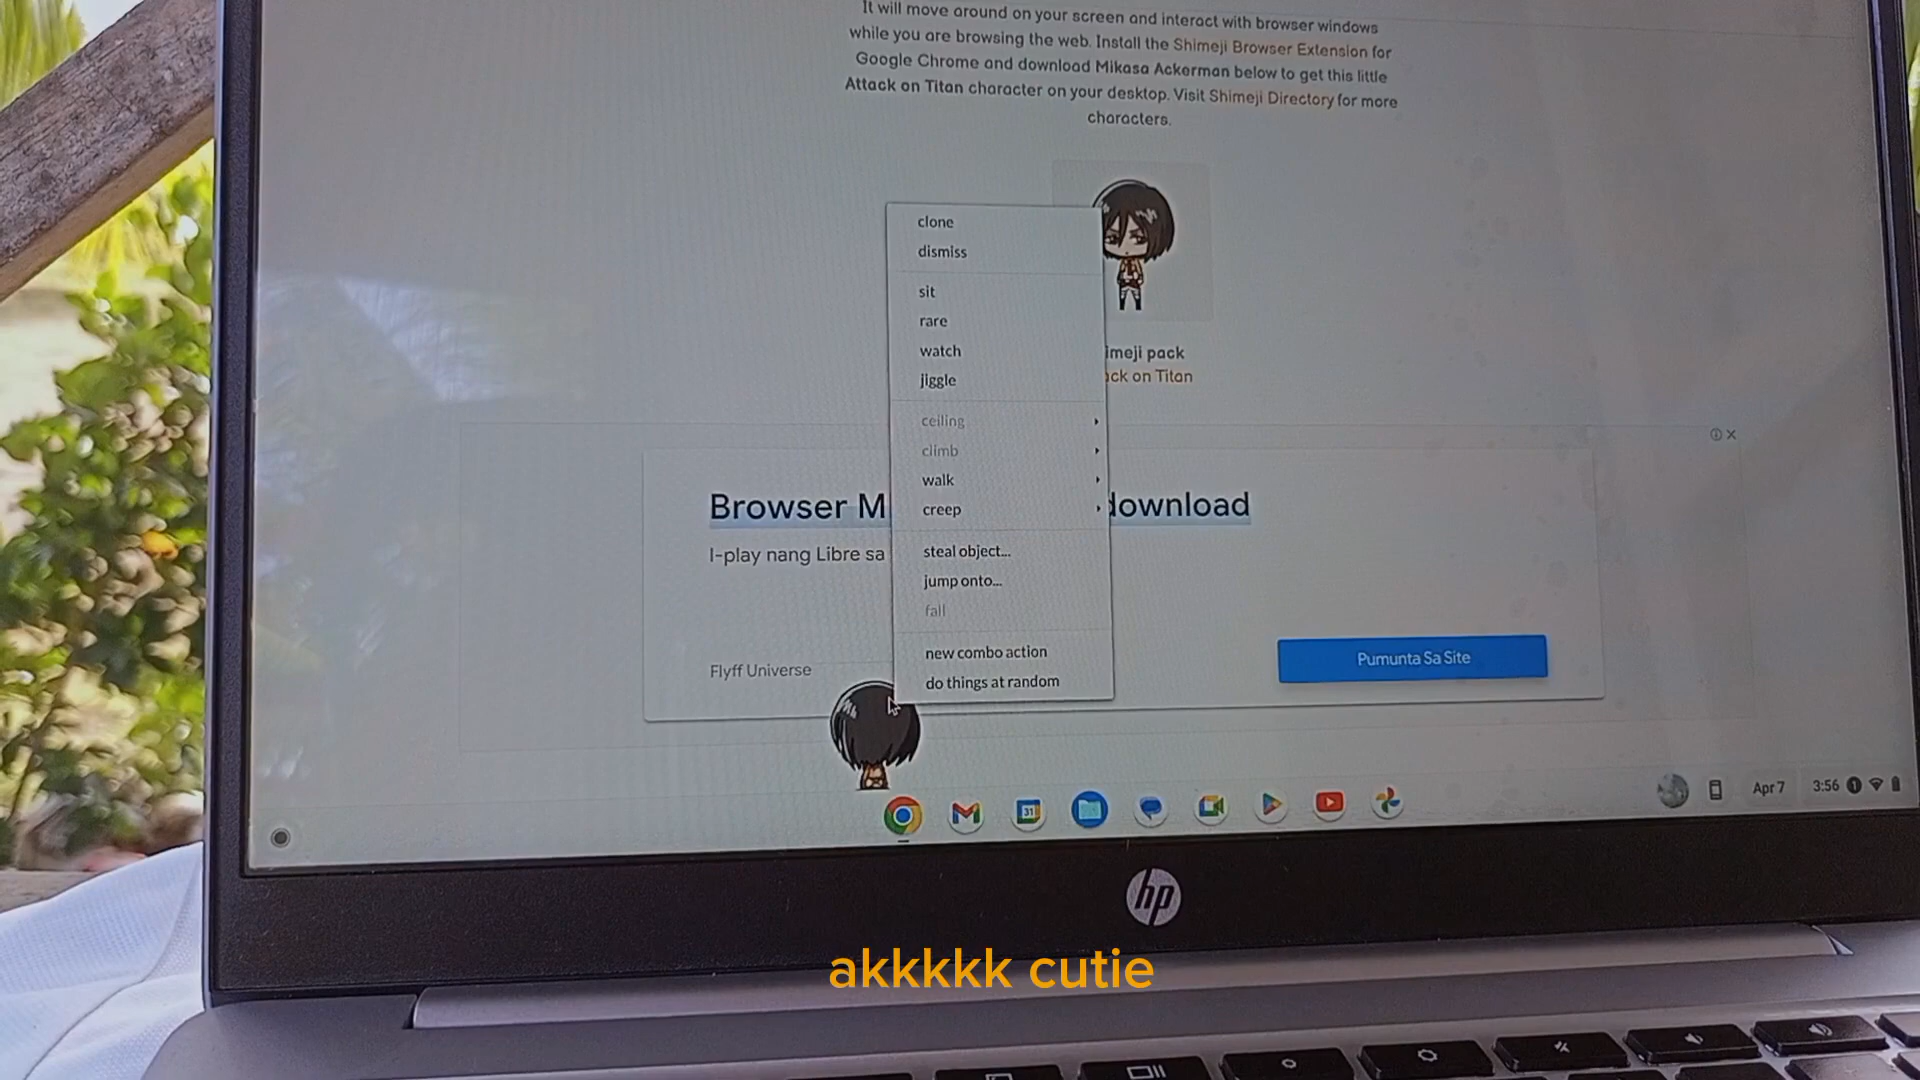 It will move around on your screen and interact with browser windows
while you are browsing the web. Install the Shimeji Browser Extension for
Google Chrome and download Mikasa Ackerman below to get this little
Attack on Titan character on your desktop. Visit Shimeji Directory for more
characters.
clone
dismiss
sit
rare
watch
jiggle
imeji pack
ck on Titan
ceiling
climb
walk
creep
Browser M
download
I-play nang Libre sa
steal object...
jump onto...
fall
new combo action
do things at random
Flyff Universe
Pumunta Sa Site
31
Apr 7
3:56
1
hp
akkkkk cutie